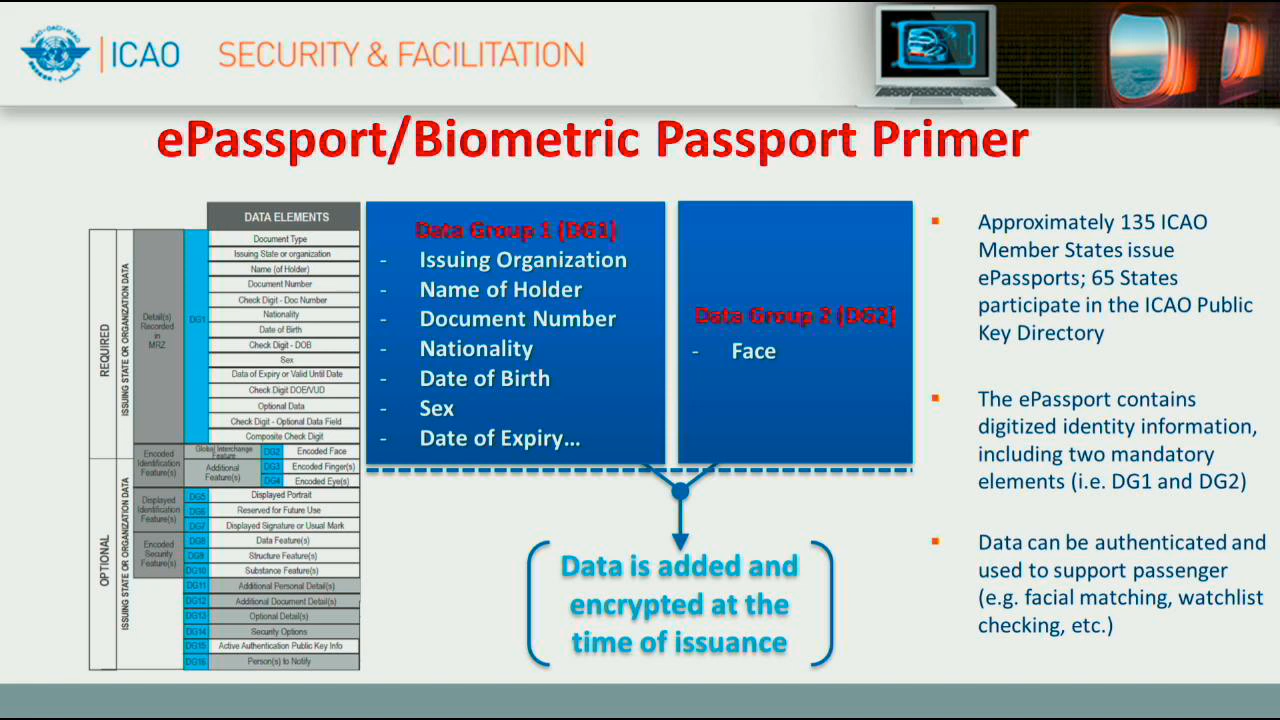 ICAO
SECURITY & FACILITATION
ePassport/Biometric Passport Primer
DATA ELEMENTS
REQUIRED
ISSUING STATE OR ORGANIZATION DATA
Detail(s)
Recorded
in
MRZ
DG1
Document Type
Issuing State or organization
Name (of Holder)
Document Number
Check Digit - Doc Number
Nationality
Date of Birth
Check Digit - DOB
Sex
Data of Expiry or Valid Until Date
Check Digit DOE/VUD
Optional Data
Check Digit - Optional Data Field
Composite Check Digit
Encoded
Identification
Feature(s)
Global Interchange
Feature
DG2 Encoded Face
Additional
Feature(s)
DG3 Encoded Finger(s)
DG4 Encoded Eye(s)
OPTIONAL
ISSUING STATE OR ORGANIZATION DATA
Displayed
Identification
Feature(s)
DG5 Displayed Portrait
DG6 Reserved for Future Use
DG7 Displayed Signature or Usual Mark
Encoded
Security
Feature(s)
DG8 Data Feature(s)
DG9 Structure Feature(s)
DG10 Substance Feature(s)
DG11 Additional Personal Detail(s)
DG12 Additional Document Detail(s)
DG13 Optional Detail(s)
DG14 Security Options
DG15 Active Authentication Public Key Info
DG16 Person(s) to Notify
Data Group 1 (DG1)
- Issuing Organization
- Name of Holder
- Document Number
- Nationality
- Date of Birth
- Sex
- Date of Expiry...
Data Group 2 (DG2)
- Face
Data is added and
encrypted at the
time of issuance
▪ Approximately 135 ICAO
Member States issue
ePassports; 65 States
participate in the ICAO Public
Key Directory
▪ The ePassport contains
digitized identity information,
including two mandatory
elements (i.e. DG1 and DG2)
▪ Data can be authenticated and
used to support passenger
(e.g. facial matching, watchlist
checking, etc.)